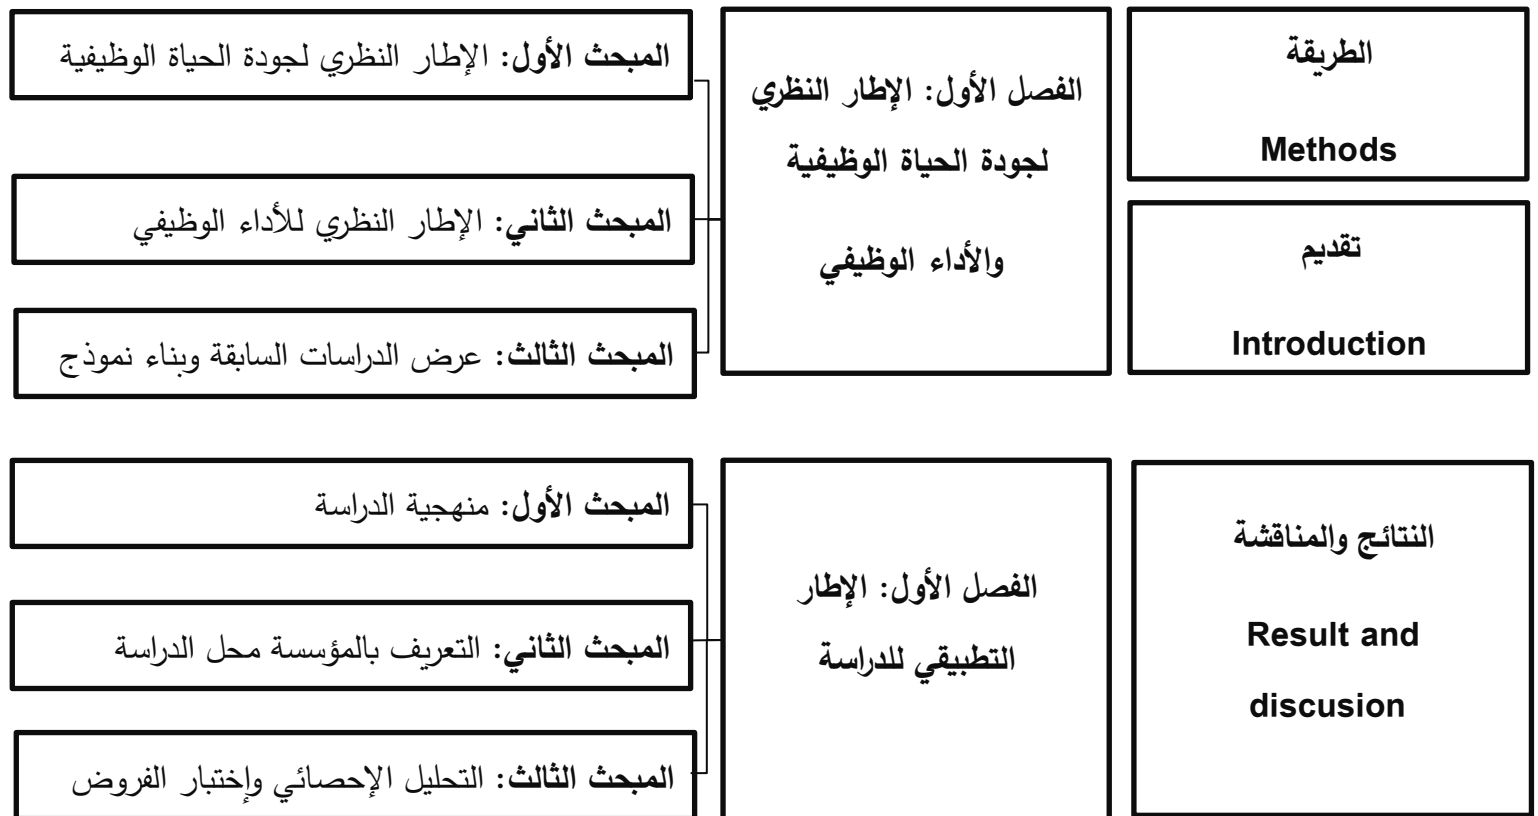 الطريقة
Methods
تقديم
Introduction
الفصل الأول: الإطار النظري
لجودة الحياة الوظيفية
والأداء الوظيفي
المبحث الأول: الإطار النظري لجودة الحياة الوظيفية
المبحث الثاني: الإطار النظري للأداء الوظيفي
المبحث الثالث: عرض الدراسات السابقة وبناء نموذج
النتائج والمناقشة
Result and
discusion
الفصل الأول: الإطار
التطبيقي للدراسة
المبحث الأول: منهجية الدراسة
المبحث الثاني: التعريف بالمؤسسة محل الدراسة
المبحث الثالث: التحليل الإحصائي وإختبار الفروض